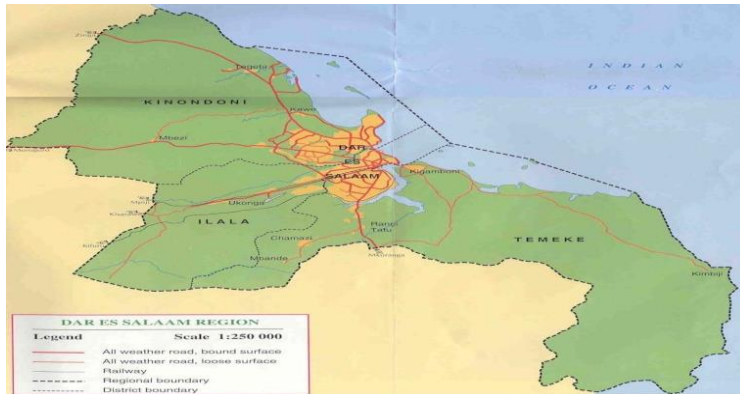 INDIAN
OCEAN
Tegeta
KINONDONI
Kawe
Mbezi
DAR
ES
SALAAM
Kigamboni
ILALA
Chamazi
Mbande
TEMEKE
Kimbiji
DAR ES SALAAM REGION
Legend
Scale 1:250 000
All weather road, bound surface
All weather road, loose surface
Railway
Regional boundary
District boundary